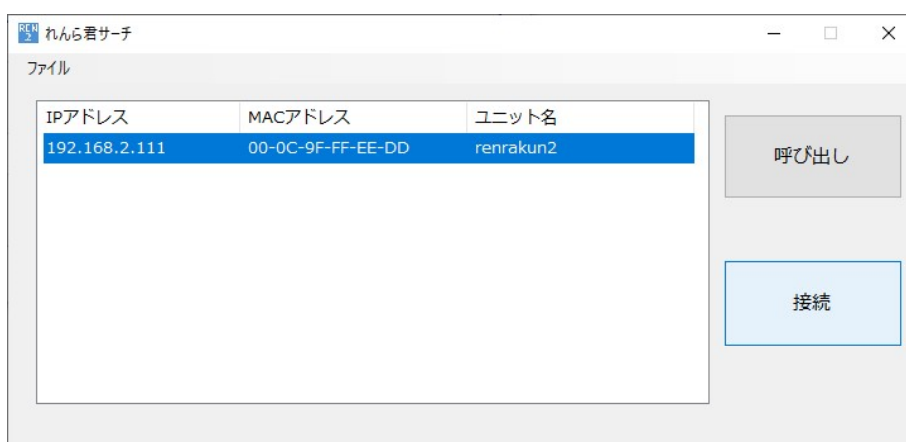 REN 2 れんら君サーチ
ファイル
IPアドレス MACアドレス ユニット名
192.168.2.111 00-0C-9F-FF-EE-DD renrakun2
呼び出し
接続